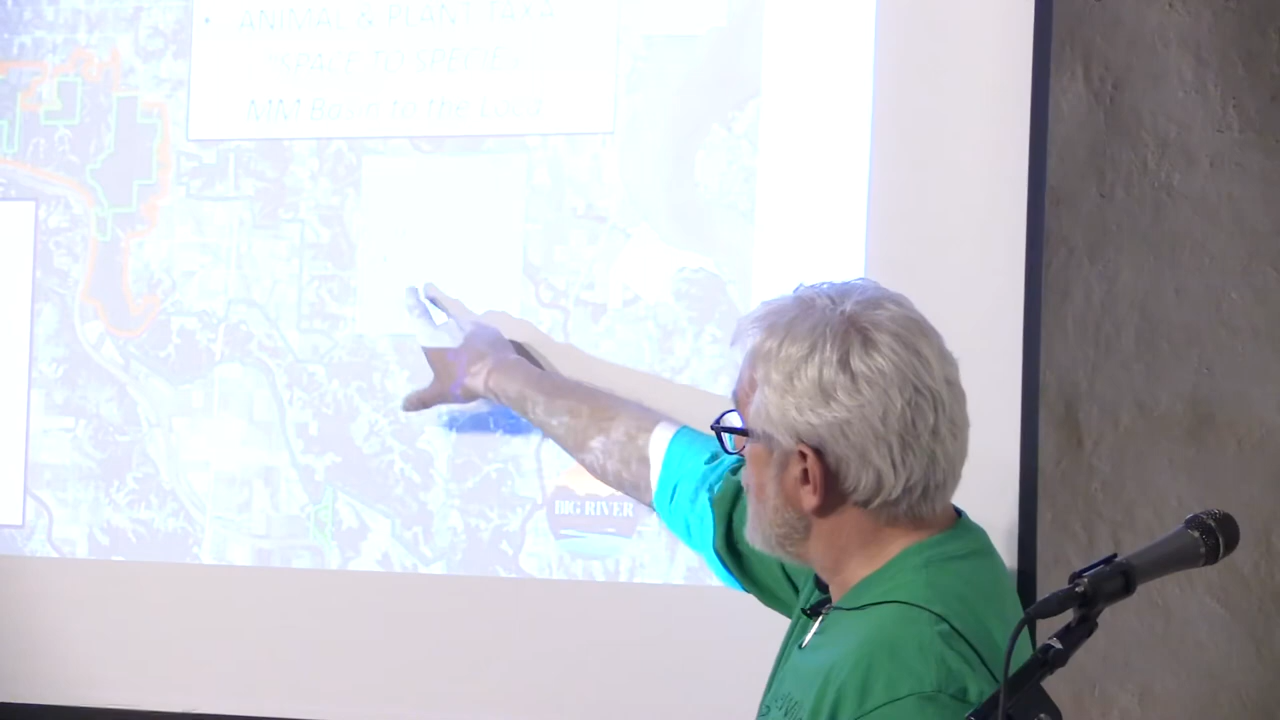 • ANIMAL & PLANT TAXA
SPACE TO SPECIES
MM Basin to the Local
BIG RIVER